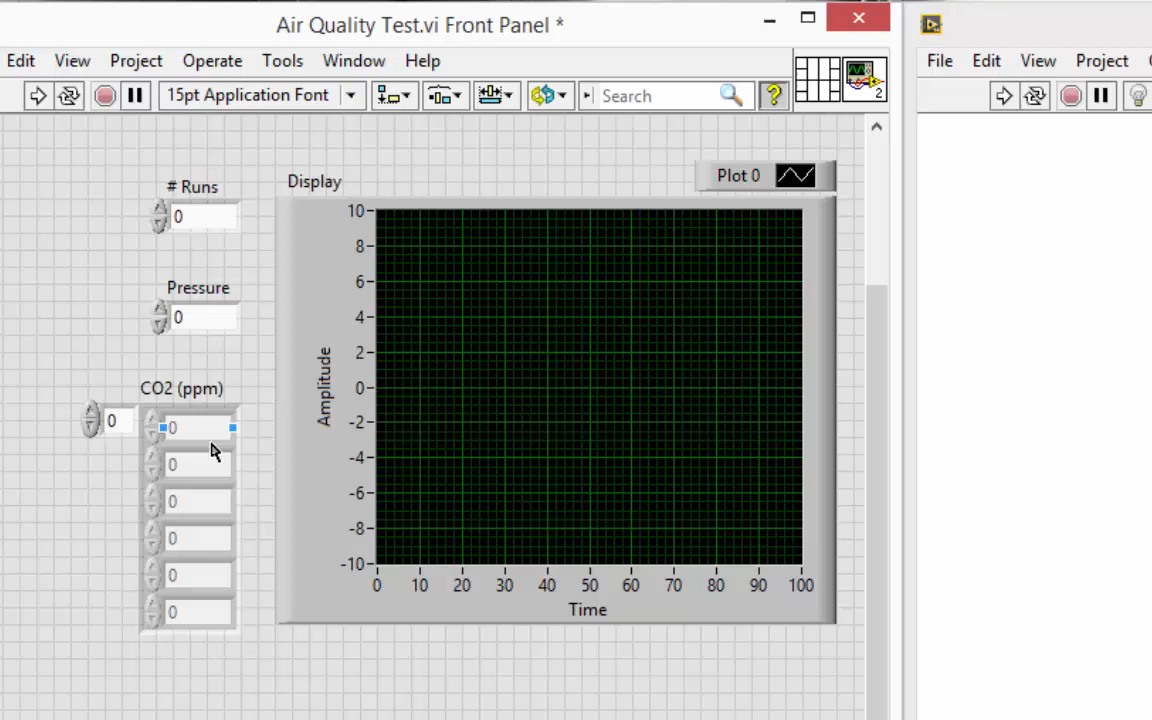 Air Quality Test.vi Front Panel *
Edit View Project Operate Tools Window Help
15pt Application Font
Search
?
2
# Runs
0
Pressure
0
CO2 (ppm)
0
0
0
0
0
0
0
Display
Plot 0
Amplitude
10
8
6
4
2
0
-2
-4
-6
-8
-10
0 10 20 30 40 50 60 70 80 90 100
Time
File Edit View Project